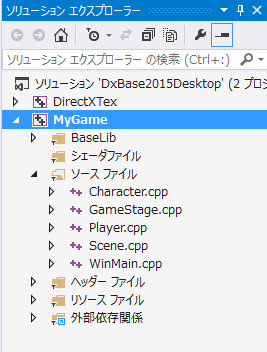 ソリューション エクスプローラー
ソリューション エクスプローラー の検索 (Ctrl+:)
ソリューション 'DxBase2015Desktop' (2 プロ
DirectXTex
MyGame
BaseLib
シェーダファイル
ソース ファイル
Character.cpp
GameStage.cpp
Player.cpp
Scene.cpp
WinMain.cpp
ヘッダー ファイル
リソース ファイル
外部依存関係